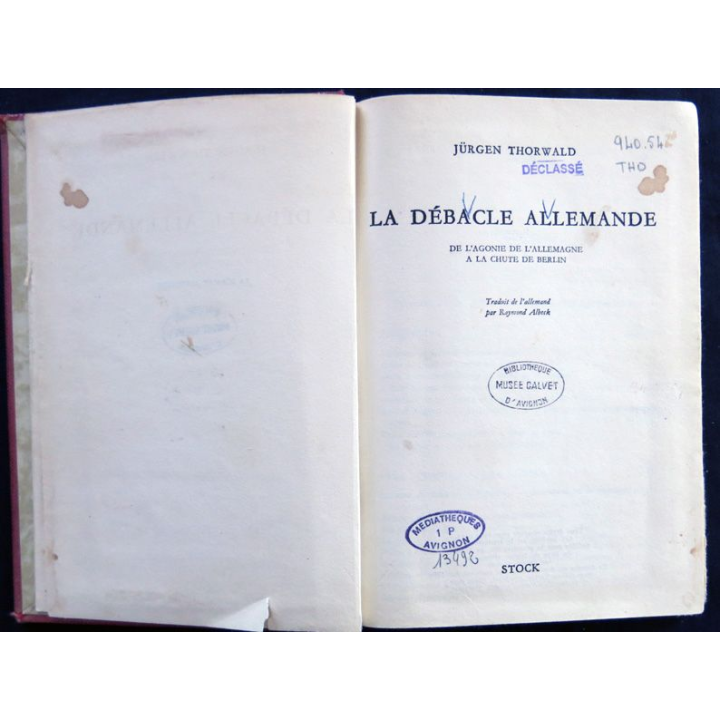 JÜRGEN THORWALD
940.54
DÉCLASSÉ
THO
LA DÉBACLE ALLEMANDE
DE L'AGONIE DE L'ALLEMAGNE
A LA CHUTE DE BERLIN
Traduit de l'allemand
par Raymond Albeck
BIBLIOTHEQUE
MUSEE CALVET
D'AVIGNON
MEDIATHEQUES
1 P
AVIGNON
13492
STOCK